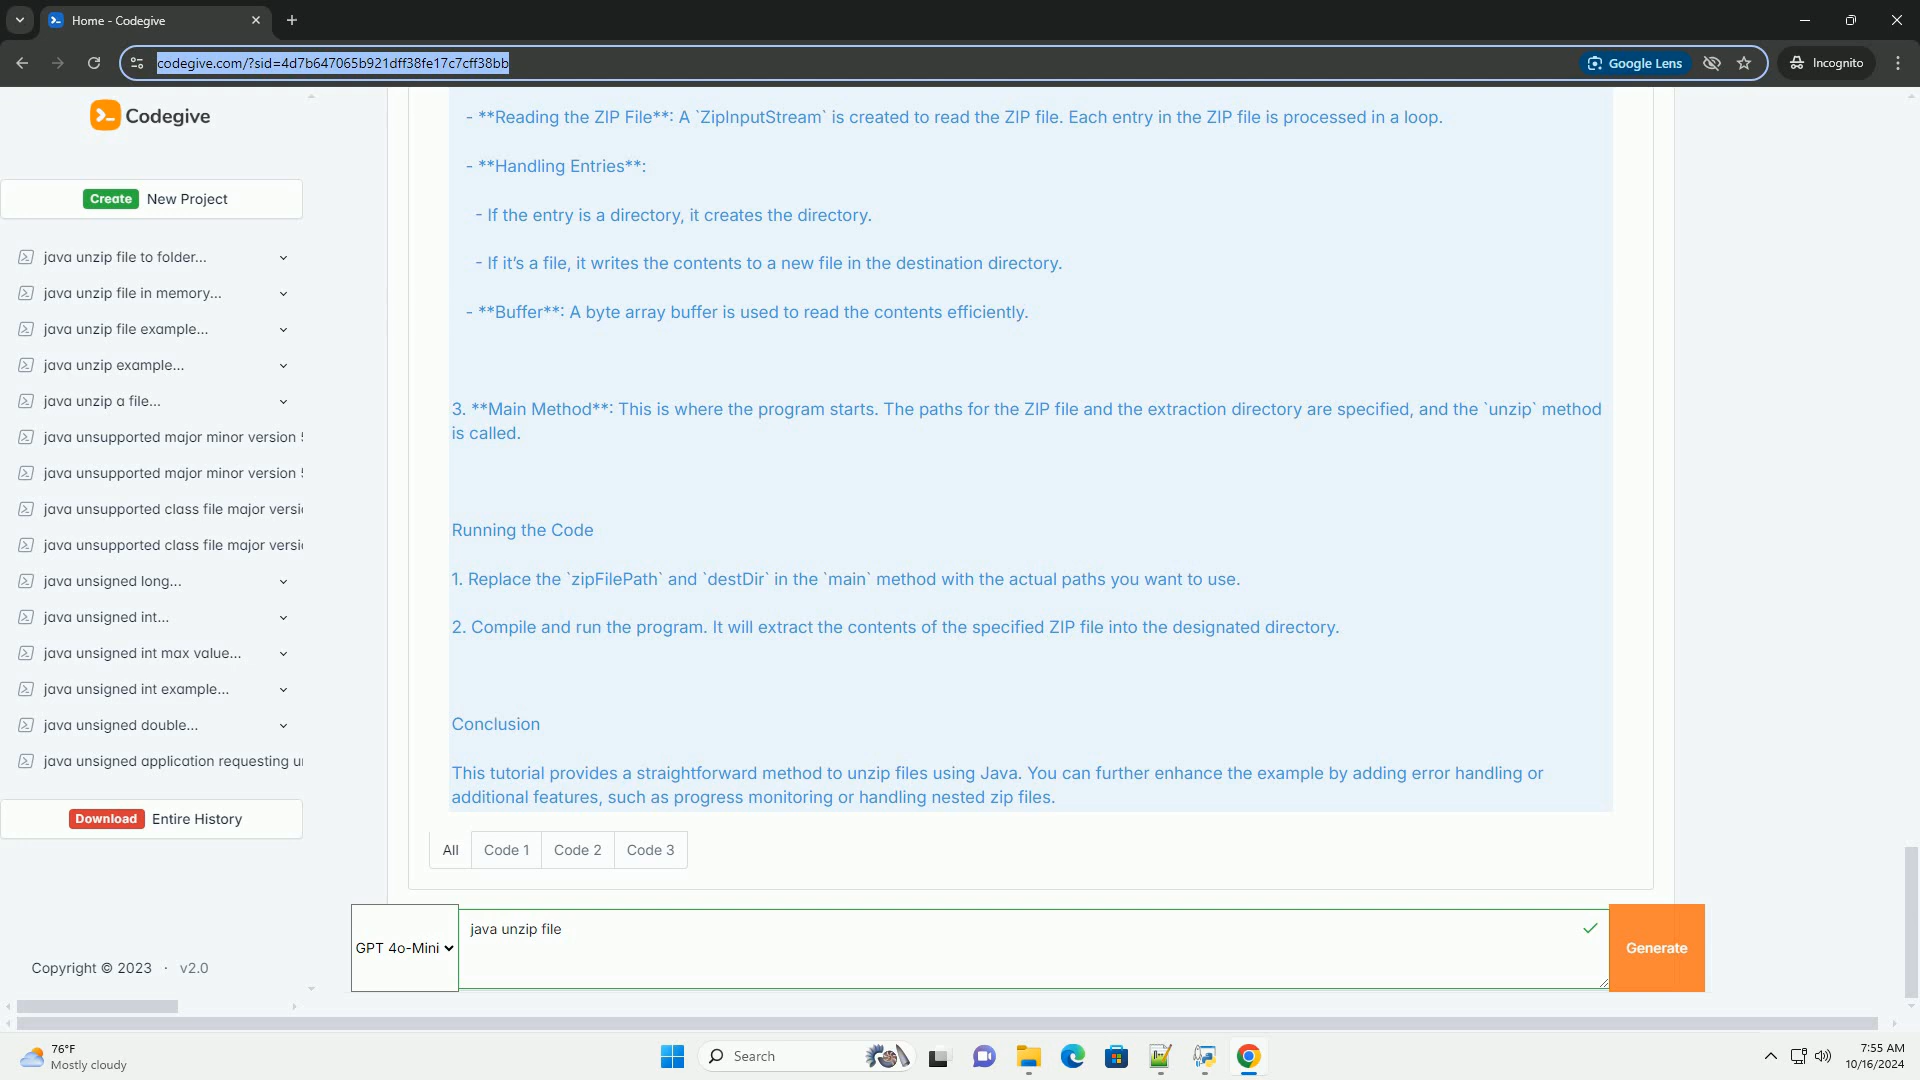 Home - Codegive
codegive.com/?sid=4d7b647065b921dff38fe17c7cff38bb
Google Lens
Incognito
Codegive
Create New Project
java unzip file to folder...
java unzip file in memory...
java unzip file example...
java unzip example...
java unzip a file...
java unsupported major minor version
java unsupported major minor version
java unsupported class file major versi
java unsupported class file major versi
java unsigned long...
java unsigned int...
java unsigned int max value...
java unsigned int example...
java unsigned double...
java unsigned application requesting u
Download Entire History
Copyright © 2023 · v2.0
- **Reading the ZIP File**: A `ZipInputStream` is created to read the ZIP file. Each entry in the ZIP file is processed in a loop.
- **Handling Entries**:
- If the entry is a directory, it creates the directory.
- If it's a file, it writes the contents to a new file in the destination directory.
- **Buffer**: A byte array buffer is used to read the contents efficiently.
3. **Main Method**: This is where the program starts. The paths for the ZIP file and the extraction directory are specified, and the `unzip` method
is called.
Running the Code
1. Replace the `zipFilePath` and `destDir` in the `main` method with the actual paths you want to use.
2. Compile and run the program. It will extract the contents of the specified ZIP file into the designated directory.
Conclusion
This tutorial provides a straightforward method to unzip files using Java. You can further enhance the example by adding error handling or
additional features, such as progress monitoring or handling nested zip files.
All Code 1 Code 2 Code 3
GPT 4o-Mini
java unzip file
Generate
76°F
Mostly cloudy
Search
7:55 AM
10/16/2024